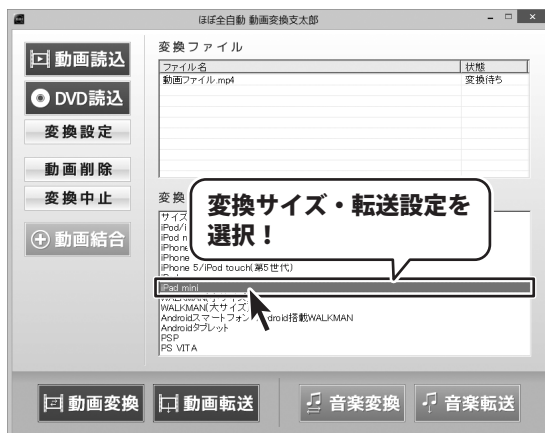 ほぼ全自動 動画変換支太郎
動画読込
DVD読込
変換設定
動画削除
変換中止
動画結合
変換ファイル
ファイル名 状態
動画ファイル.mp4 変換待ち
変換
変換サイズ・転送設定を
選択！
サイズ
iPod/i
iPod n
iPhone
iPhone
iPhone 5/iPod touch(第5世代)
iPad mini
WALKMAN(大サイズ)
Androidスマートフォン droid搭載WALKMAN
Androidタブレット
PSP
PS VITA
動画変換
動画転送
音楽変換
音楽転送